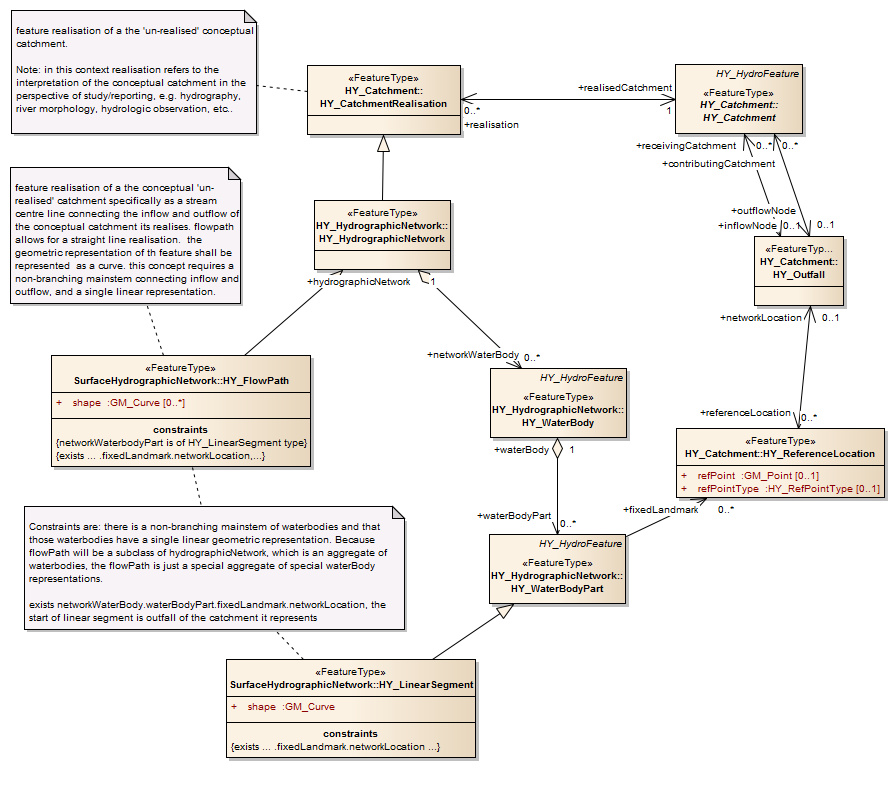 feature realisation of a the 'un-realised' conceptual
catchment.
Note: in this context realisation refers to the
interpretation of the conceptual catchment in the
perspective of study/reporting, e.g. hydrography,
river morphology, hydrologic observation, etc..
«FeatureType»
HY_Catchment::
HY_CatchmentRealisation
0..*
+realisation
+realisedCatchment
1
HY_HydroFeature
«FeatureType»
HY_Catchment::
HY_Catchment
+receivingCatchment
0..*
0..*
+contributingCatchment
+outflowNode
+inflowNode
0..1
0..1
«FeatureTyp...
HY_Catchment::
HY_Outfall
+networkLocation
0..1
feature realisation of a the conceptual 'un-
realised' catchment specifically as a stream
centre line connecting the inflow and outflow of
the conceptual catchment its realises. flowpath
allows for a straight line realisation.  the
geometric representation of th feature shall be
represented  as a curve. this concept requires a
non-branching mainstem connecting inflow and
outflow, and a single linear representation.
«FeatureType»
HY_HydrographicNetwork::
HY_HydrographicNetwork
+hydrographicNetwork
1
+networkWaterBody
0..*
«FeatureType»
SurfaceHydrographicNetwork::HY_FlowPath
+ shape :GM_Curve [0..*]
constraints
{networkWaterbodyPart is of HY_LinearSegment type}
{exists ... .fixedLandmark.networkLocation,...}
HY_HydroFeature
«FeatureType»
HY_HydrographicNetwork::
HY_WaterBody
+waterBody
1
+referenceLocation
0..*
«FeatureType»
HY_Catchment::HY_ReferenceLocation
+ refPoint :GM_Point [0..1]
+ refPointType :HY_RefPointType [0..1]
+fixedLandmark
0..*
+waterBodyPart
0..*
HY_HydroFeature
«FeatureType»
HY_HydrographicNetwork::
HY_WaterBodyPart
Constraints are: there is a non-branching mainstem of waterbodies and that
those waterbodies have a single linear geometric representation. Because
flowPath will be a subclass of hydrographicNetwork, which is an aggregate of
waterbodies, the flowPath is just a special aggregate of special waterBody
representations.
exists networkWaterBody.waterBodyPart.fixedLandmark.networkLocation, the
start of linear segment is outfall of the catchment it represents
«FeatureType»
SurfaceHydrographicNetwork::HY_LinearSegment
+ shape :GM_Curve
constraints
{exists ... .fixedLandmark.networkLocation ...}